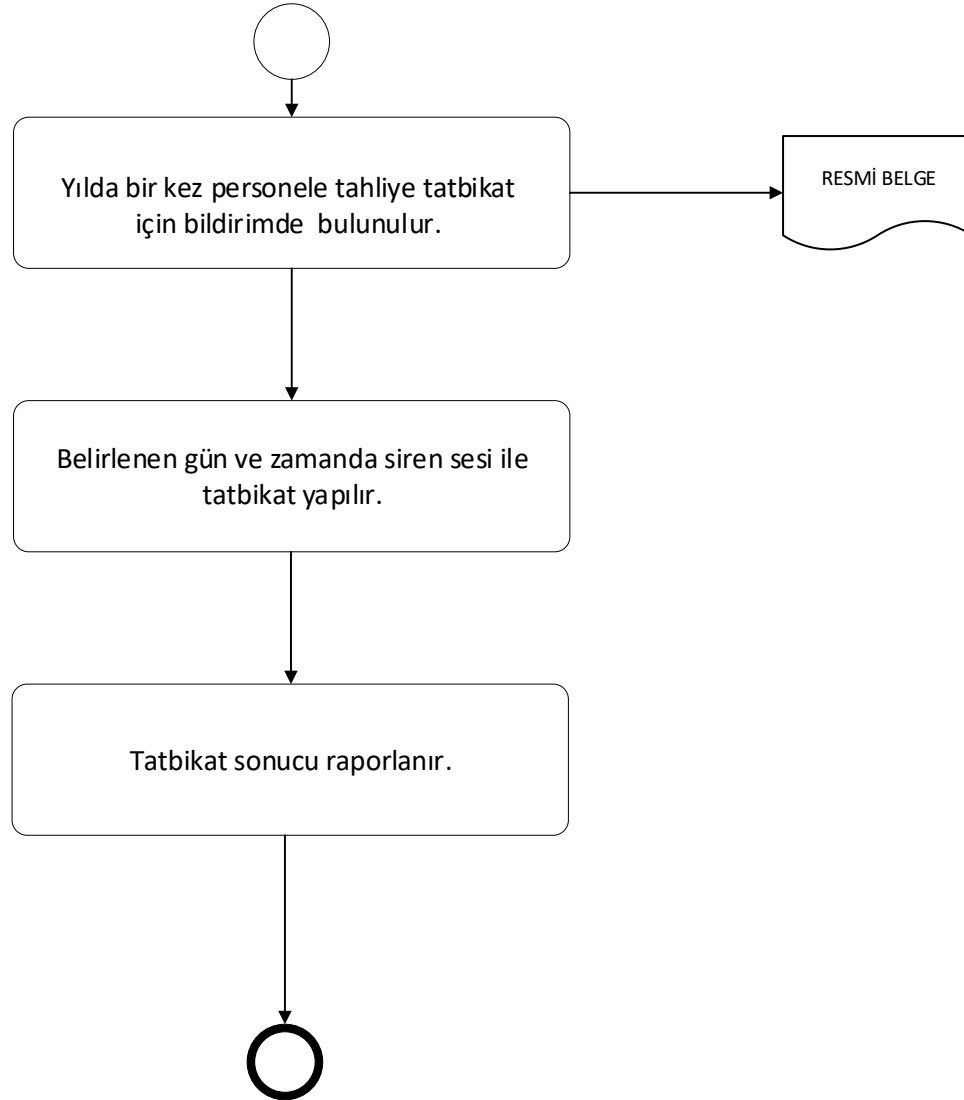 Yılda bir kez personele tahliye tatbikat
için bildirimde bulunulur.
RESMİ BELGE
Belirlenen gün ve zamanda siren sesi ile
tatbikat yapılır.
Tatbikat sonucu raporlanır.